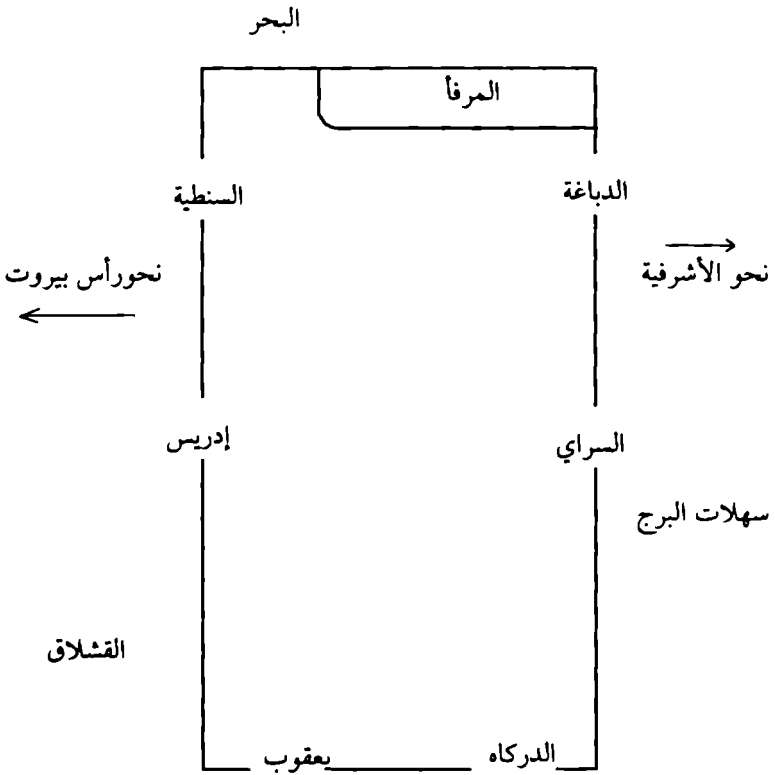 البحر
المرفأ
الدباغة
السنطية
نحو الأشرفية
نحورأس بيروت
السراي
إدريس
سهلات البرج
القشلاق
الدركاه
يعقوب